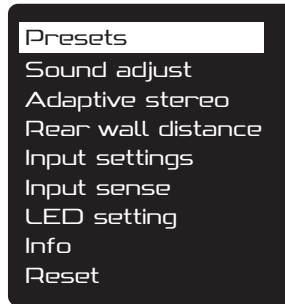 Presets
Sound adjust
Adaptive stereo
Rear wall distance
Input settings
Input sense
LED setting
Info
Reset